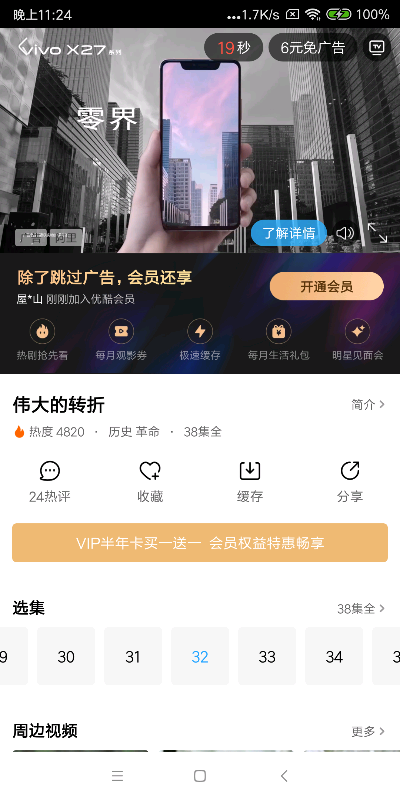 晚上11:24
...1.7K/s
100%
vivo X27系列
19秒
6元免广告
TV
零界
广告
阿里
了解详情
除了跳过广告，会员还享
屋*山 刚刚加入优酷会员
开通会员
热剧抢先看
每月观影券
极速缓存
每月生活礼包
明星见面会
伟大的转折
简介 >
热度 4820 · 历史 革命 · 38集全
24热评
收藏
缓存
分享
VIP半年卡买一送一 会员权益特惠畅享
选集
38集全 >
9
30
31
32
33
34
3
周边视频
更多 >